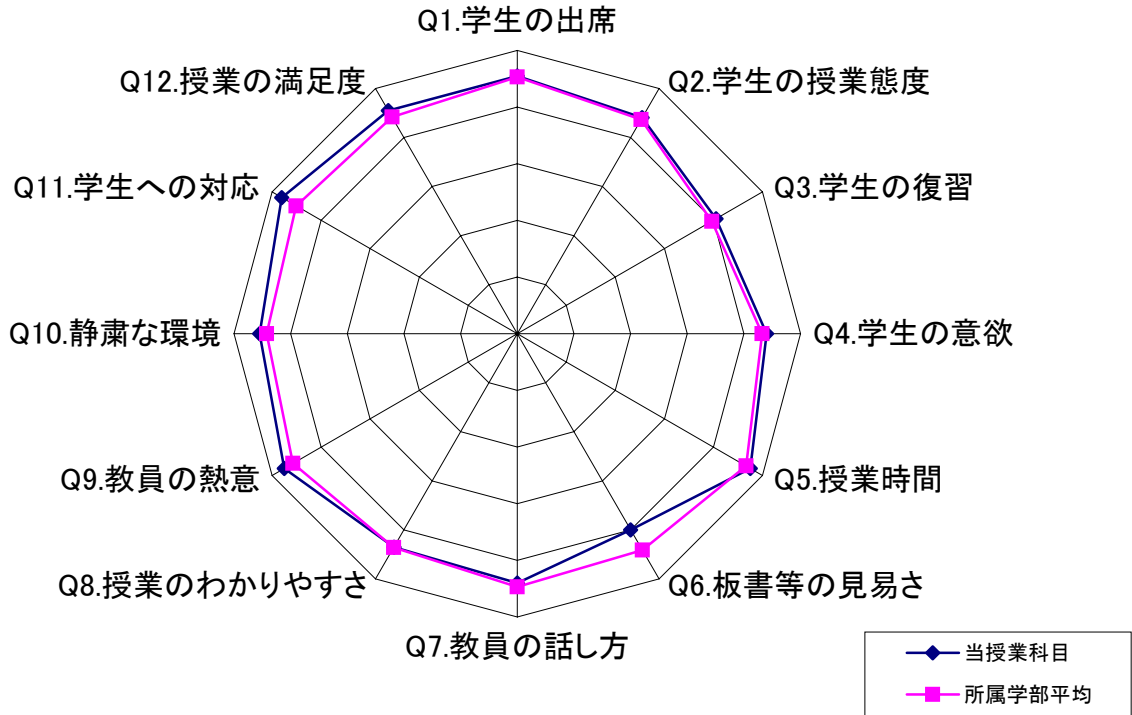 Q1.学生の出席
Q2.学生の授業態度
Q3.学生の復習
Q4.学生の意欲
Q5.授業時間
Q6.板書等の見易さ
Q7.教員の話し方
Q8.授業のわかりやすさ
Q9.教員の熱意
Q10.静粛な環境
Q11.学生への対応
Q12.授業の満足度
当授業科目
所属学部平均